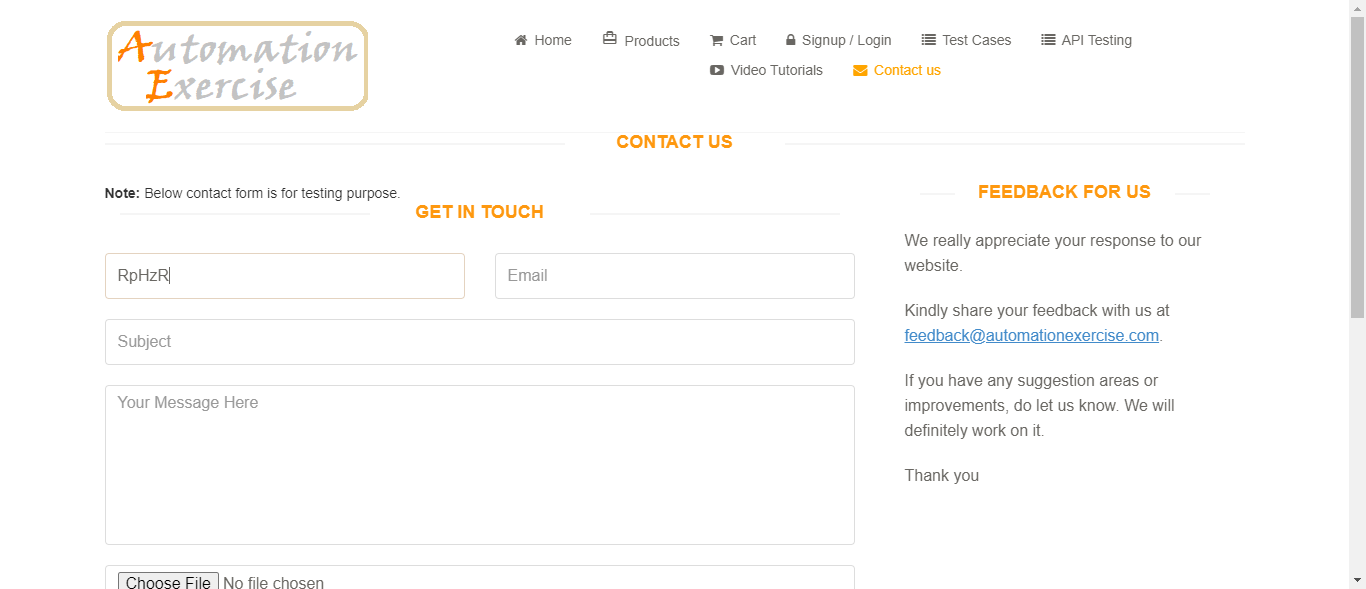 Automation
Exercise
Home
Products
Cart
Signup / Login
Test Cases
API Testing
Video Tutorials
Contact us
CONTACT US
Note: Below contact form is for testing purpose.
GET IN TOUCH
RpHzR
Email
Subject
Your Message Here
Choose File No file chosen
FEEDBACK FOR US
We really appreciate your response to our
website.
Kindly share your feedback with us at
feedback@automationexercise.com.
If you have any suggestion areas or
improvements, do let us know. We will
definitely work on it.
Thank you